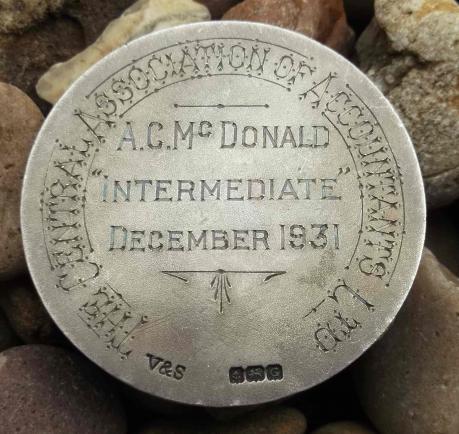 THE CENTRAL ASSOCIATION OF ACCOUNTANTS LTD
A.C. MC DONALD
"INTERMEDIATE"
DECEMBER 1931
V&S